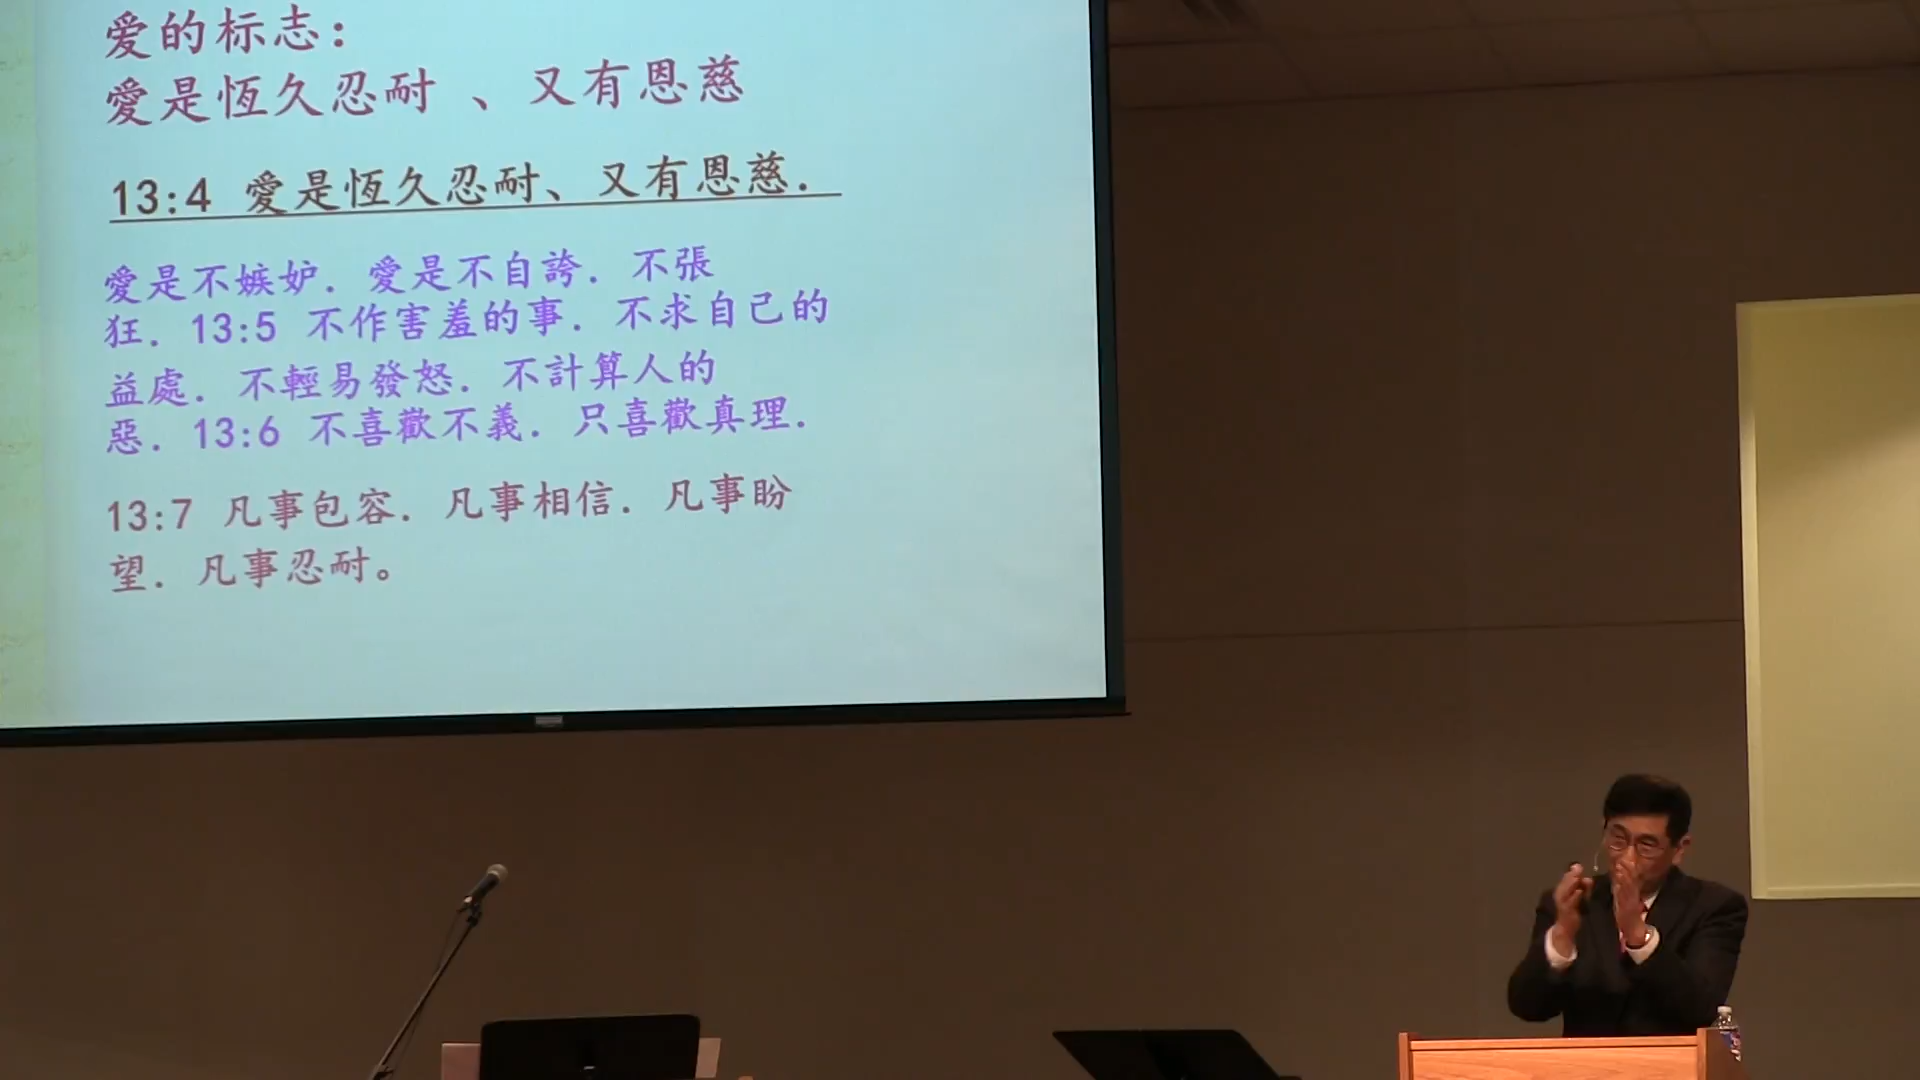 爱的标志:
愛是恆久忍耐 、又有恩慈
13:4 愛是恆久忍耐、又有恩慈.
愛是不嫉妒. 愛是不自誇. 不張
狂. 13:5 不作害羞的事. 不求自己的
益處. 不輕易發怒. 不計算人的
惡. 13:6 不喜歡不義. 只喜歡真理.
13:7 凡事包容. 凡事相信. 凡事盼
望. 凡事忍耐。